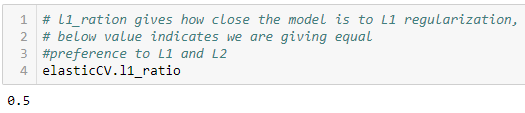 1 # l1_ration gives how close the model is to L1 regularization,
2 # below value indicates we are giving equal
3 #preference to L1 and L2
4 elasticCV.l1_ratio
0.5